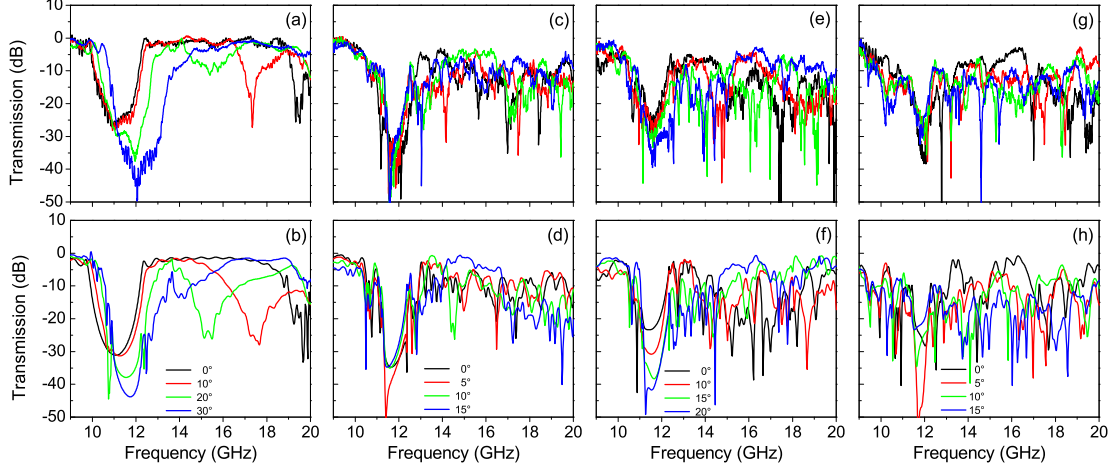 (a) (c) (e) (g)
Transmission (dB)
10
0
-10
-20
-30
-40
-50
(b) (d) (f) (h)
Transmission (dB)
10
0
-10
-20
-30
-40
-50
0° 0° 0° 0°
10° 5° 10° 5°
20° 10° 15° 10°
30° 15° 20° 15°
10 12 14 16 18 20 10 12 14 16 18 20 10 12 14 16 18 20 10 12 14 16 18 20
Frequency (GHz) Frequency (GHz) Frequency (GHz) Frequency (GHz)